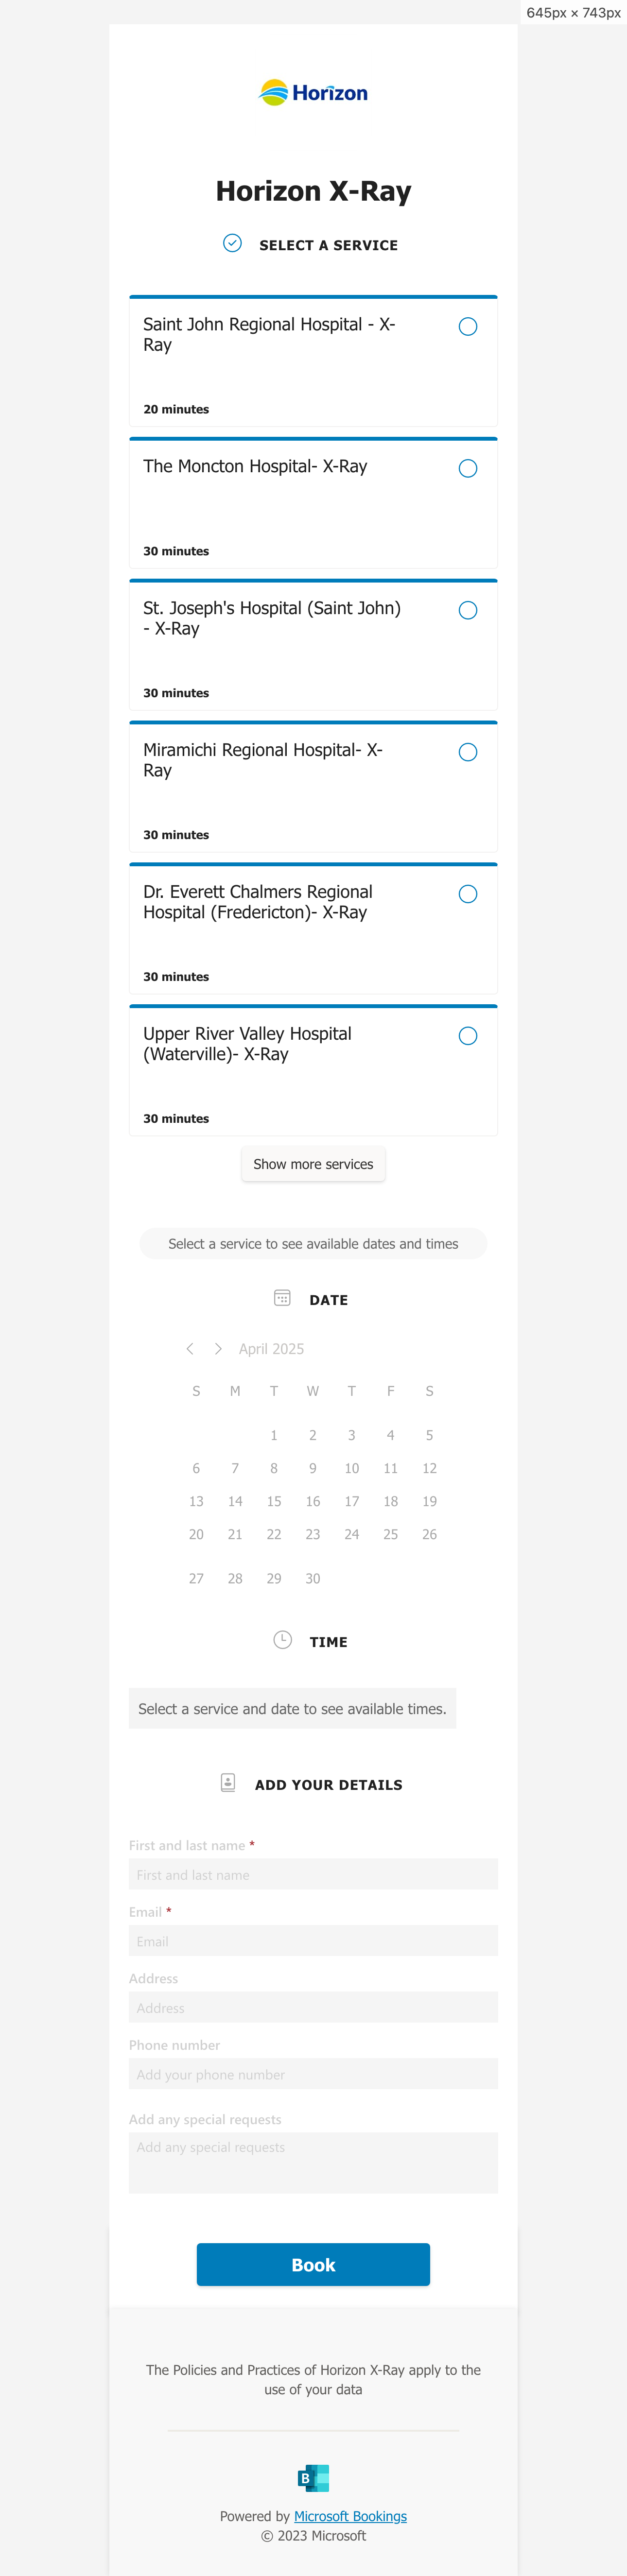 645px × 743px
Horizon
Horizon X-Ray
SELECT A SERVICE
Saint John Regional Hospital - X-
Ray
20 minutes
The Moncton Hospital- X-Ray
30 minutes
St. Joseph's Hospital (Saint John)
- X-Ray
30 minutes
Miramichi Regional Hospital- X-
Ray
30 minutes
Dr. Everett Chalmers Regional
Hospital (Fredericton)- X-Ray
30 minutes
Upper River Valley Hospital
(Waterville)- X-Ray
30 minutes
Show more services
Select a service to see available dates and times
DATE
April 2025
S M T W T F S
1 2 3 4 5
6 7 8 9 10 11 12
13 14 15 16 17 18 19
20 21 22 23 24 25 26
27 28 29 30
TIME
Select a service and date to see available times.
ADD YOUR DETAILS
First and last name *
First and last name
Email *
Email
Address
Address
Phone number
Add your phone number
Add any special requests
Add any special requests
Book
The Policies and Practices of Horizon X-Ray apply to the
use of your data
B
Powered by Microsoft Bookings
© 2023 Microsoft